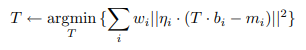 T ← argmin_T {∑_i w_i||η_i · (T · b_i − m_i)||²}